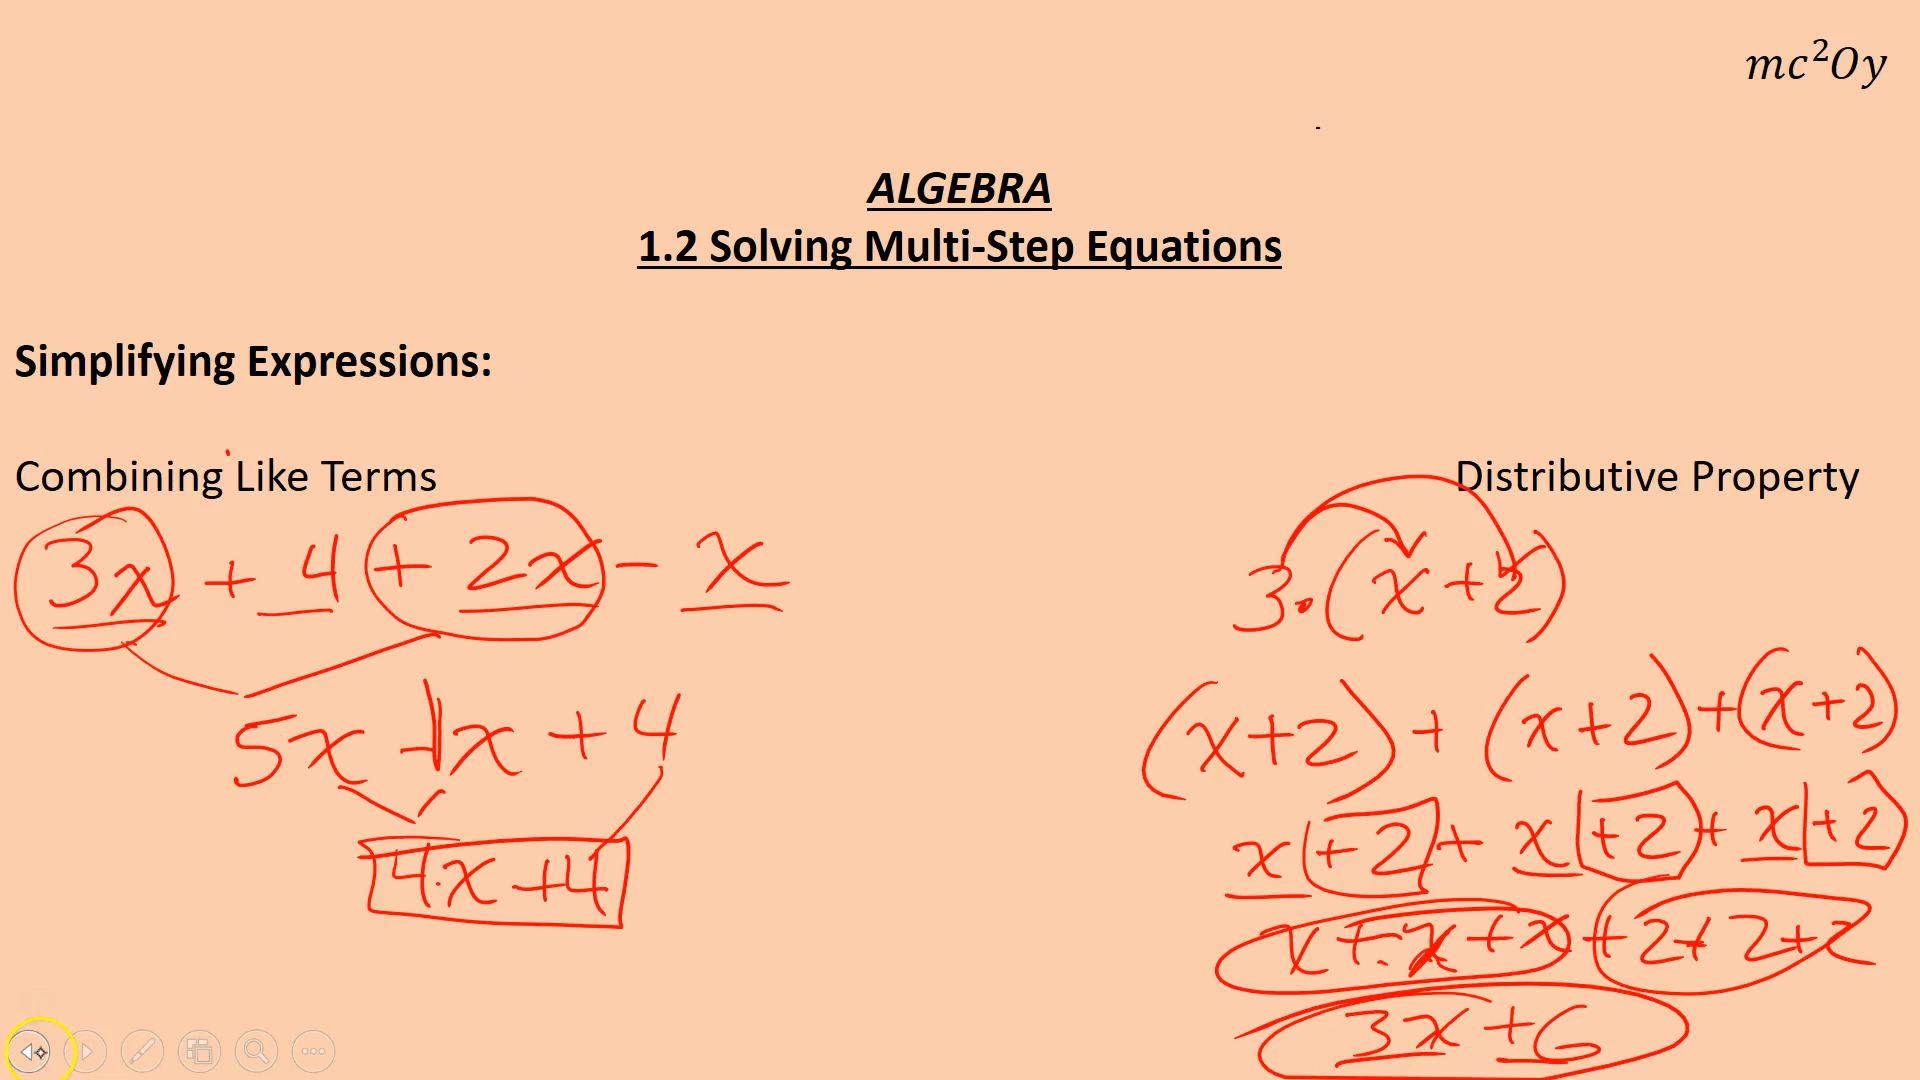 mc²Oy
ALGEBRA
1.2 Solving Multi-Step Equations
Simplifying Expressions:
Combining Like Terms
3x + 4 + 2x - x
5x - 1x + 4
4x + 4
Distributive Property
3·(x+2)
(x+2) + (x+2) + (x+2)
x + 2 + x + 2 + x + 2
x + x + x + 2 + 2 + 2
3x + 6